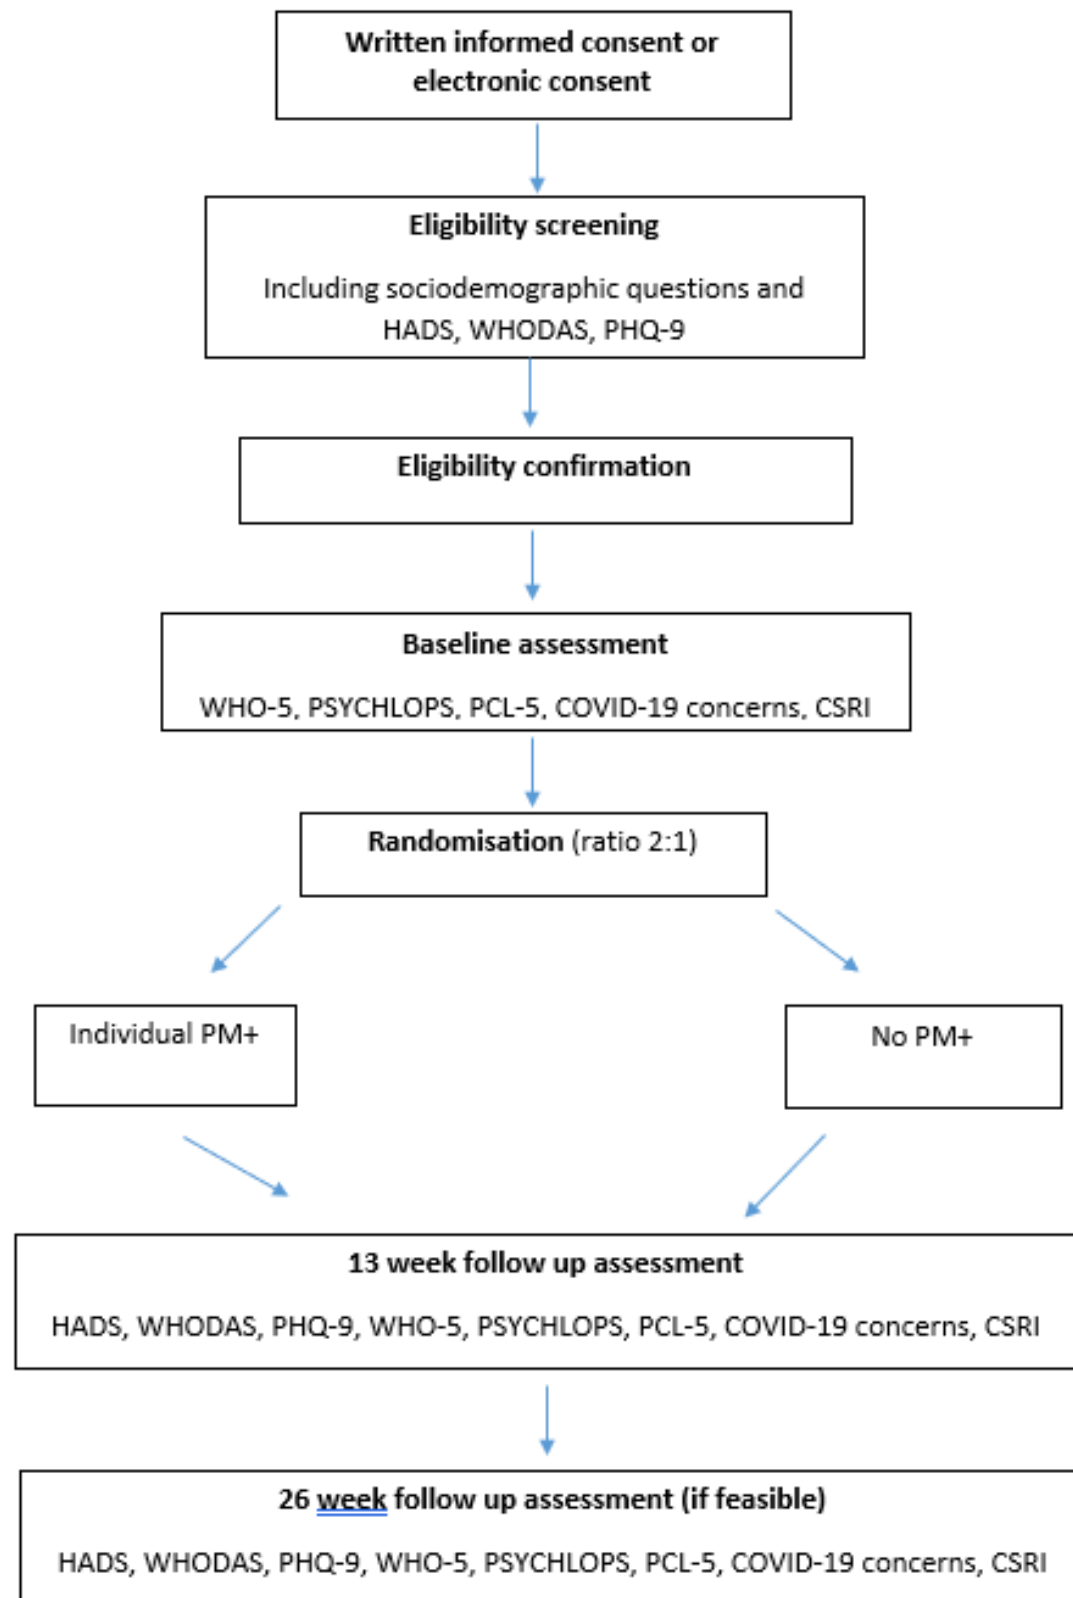 Written informed consent or
electronic consent
Eligibility screening
Including sociodemographic questions and
HADS, WHODAS, PHQ-9
Eligibility confirmation
Baseline assessment
WHO-5, PSYCHLOPS, PCL-5, COVID-19 concerns, CSRI
Randomisation (ratio 2:1)
Individual PM+
No PM+
13 week follow up assessment
HADS, WHODAS, PHQ-9, WHO-5, PSYCHLOPS, PCL-5, COVID-19 concerns, CSRI
26 week follow up assessment (if feasible)
HADS, WHODAS, PHQ-9, WHO-5, PSYCHLOPS, PCL-5, COVID-19 concerns, CSRI